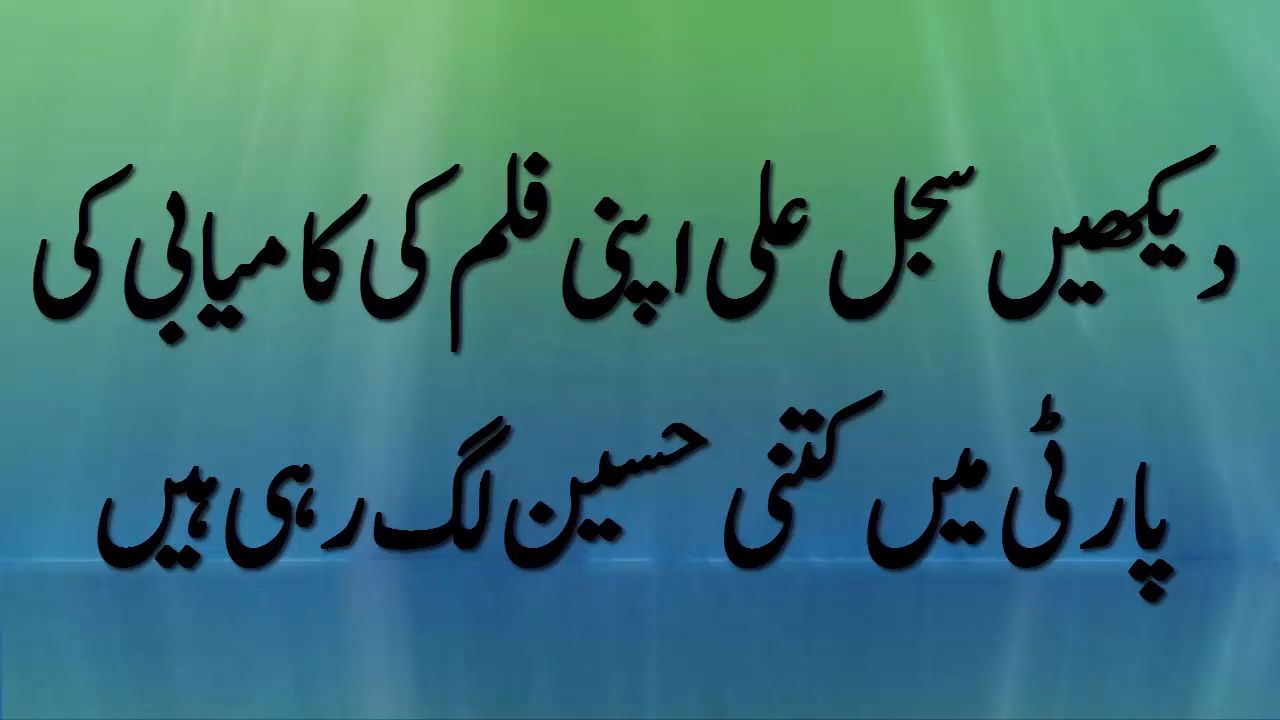 دیکھیں سجل علی اپنی فلم کی کامیابی کی
پارٹی میں کتنی حسین لگ رہی ہیں